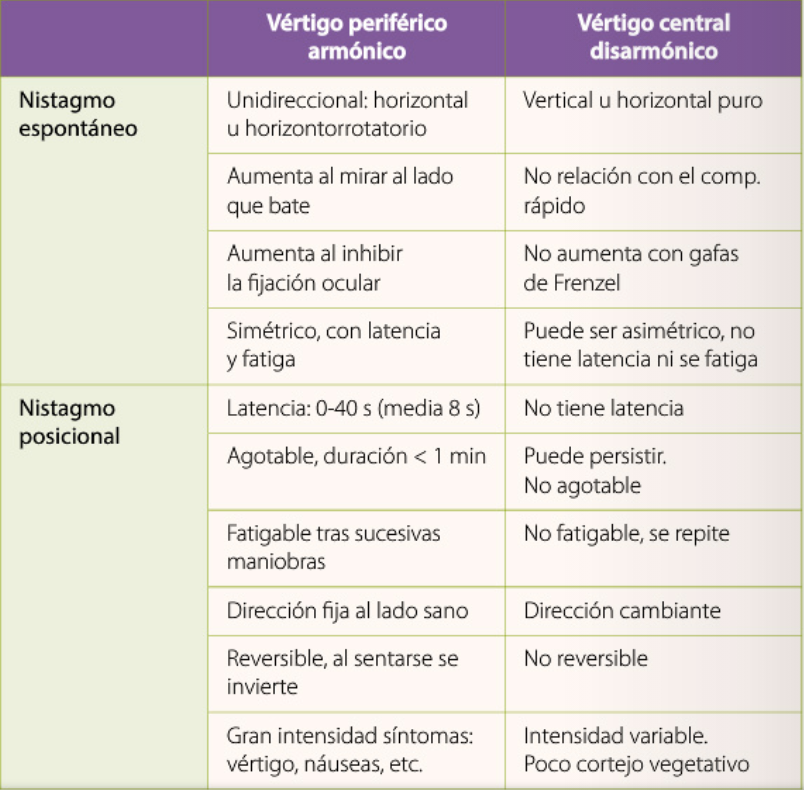 Vértigo periférico
armónico
Vértigo central
disarmónico
Nistagmo
espontáneo
Unidireccional: horizontal
u horizontorrotatorio
Vertical u horizontal puro
Aumenta al mirar al lado
que bate
No relación con el comp.
rápido
Aumenta al inhibir
la fijación ocular
No aumenta con gafas
de Frenzel
Simétrico, con latencia
y fatiga
Puede ser asimétrico, no
tiene latencia ni se fatiga
Nistagmo
posicional
Latencia: 0-40 s (media 8 s)
No tiene latencia
Agotable, duración < 1 min
Puede persistir.
No agotable
Fatigable tras sucesivas
maniobras
No fatigable, se repite
Dirección fija al lado sano
Dirección cambiante
Reversible, al sentarse se
invierte
No reversible
Gran intensidad síntomas:
vértigo, náuseas, etc.
Intensidad variable.
Poco cortejo vegetativo